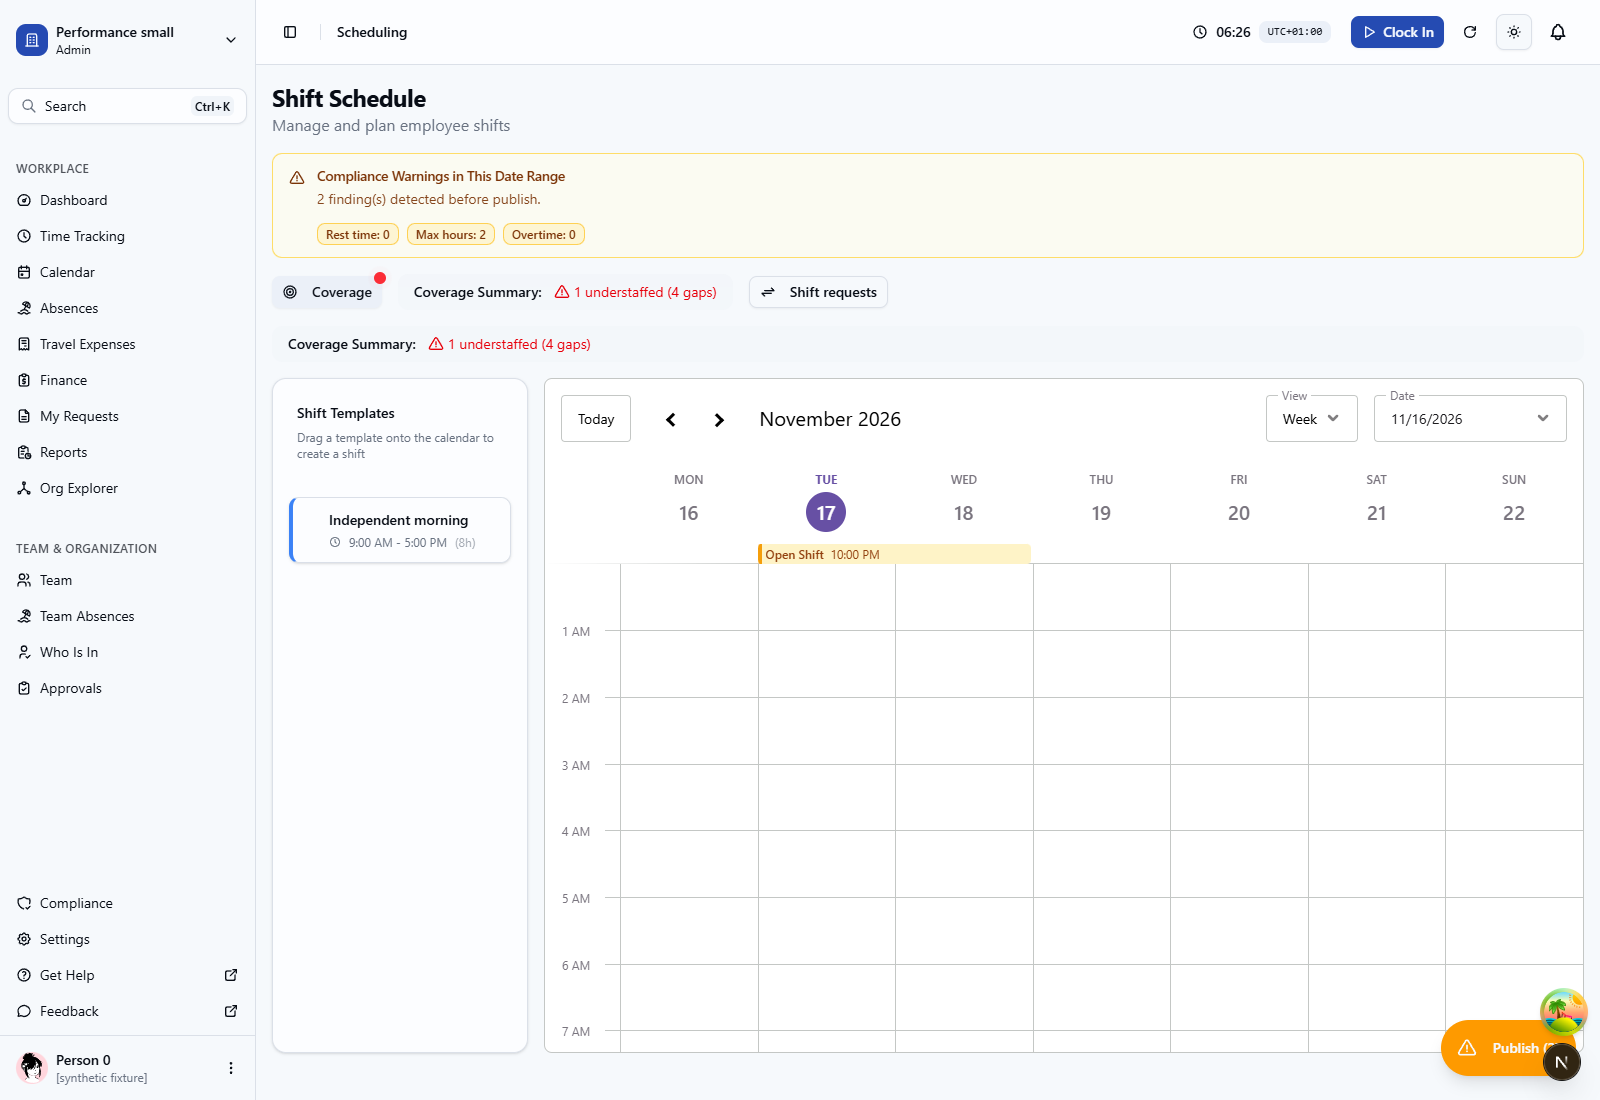 Performance small
Admin
Search
Ctrl+K
WORKPLACE
Dashboard
Time Tracking
Calendar
Absences
Travel Expenses
Finance
My Requests
Reports
Org Explorer
TEAM & ORGANIZATION
Team
Team Absences
Who Is In
Approvals
Compliance
Settings
Get Help
Feedback
Person 0
[synthetic fixture]
Scheduling
06:26
UTC+01:00
Clock In
Shift Schedule
Manage and plan employee shifts
Compliance Warnings in This Date Range
2 finding(s) detected before publish.
Rest time: 0
Max hours: 2
Overtime: 0
Coverage
Coverage Summary:
1 understaffed (4 gaps)
Shift requests
Coverage Summary:
1 understaffed (4 gaps)
Shift Templates
Drag a template onto the calendar to
create a shift
Independent morning
9:00 AM - 5:00 PM (8h)
Today
November 2026
View
Week
Date
11/16/2026
MON
16
TUE
17
WED
18
THU
19
FRI
20
SAT
21
SUN
22
Open Shift 10:00 PM
1 AM
2 AM
3 AM
4 AM
5 AM
6 AM
7 AM
Publish
N